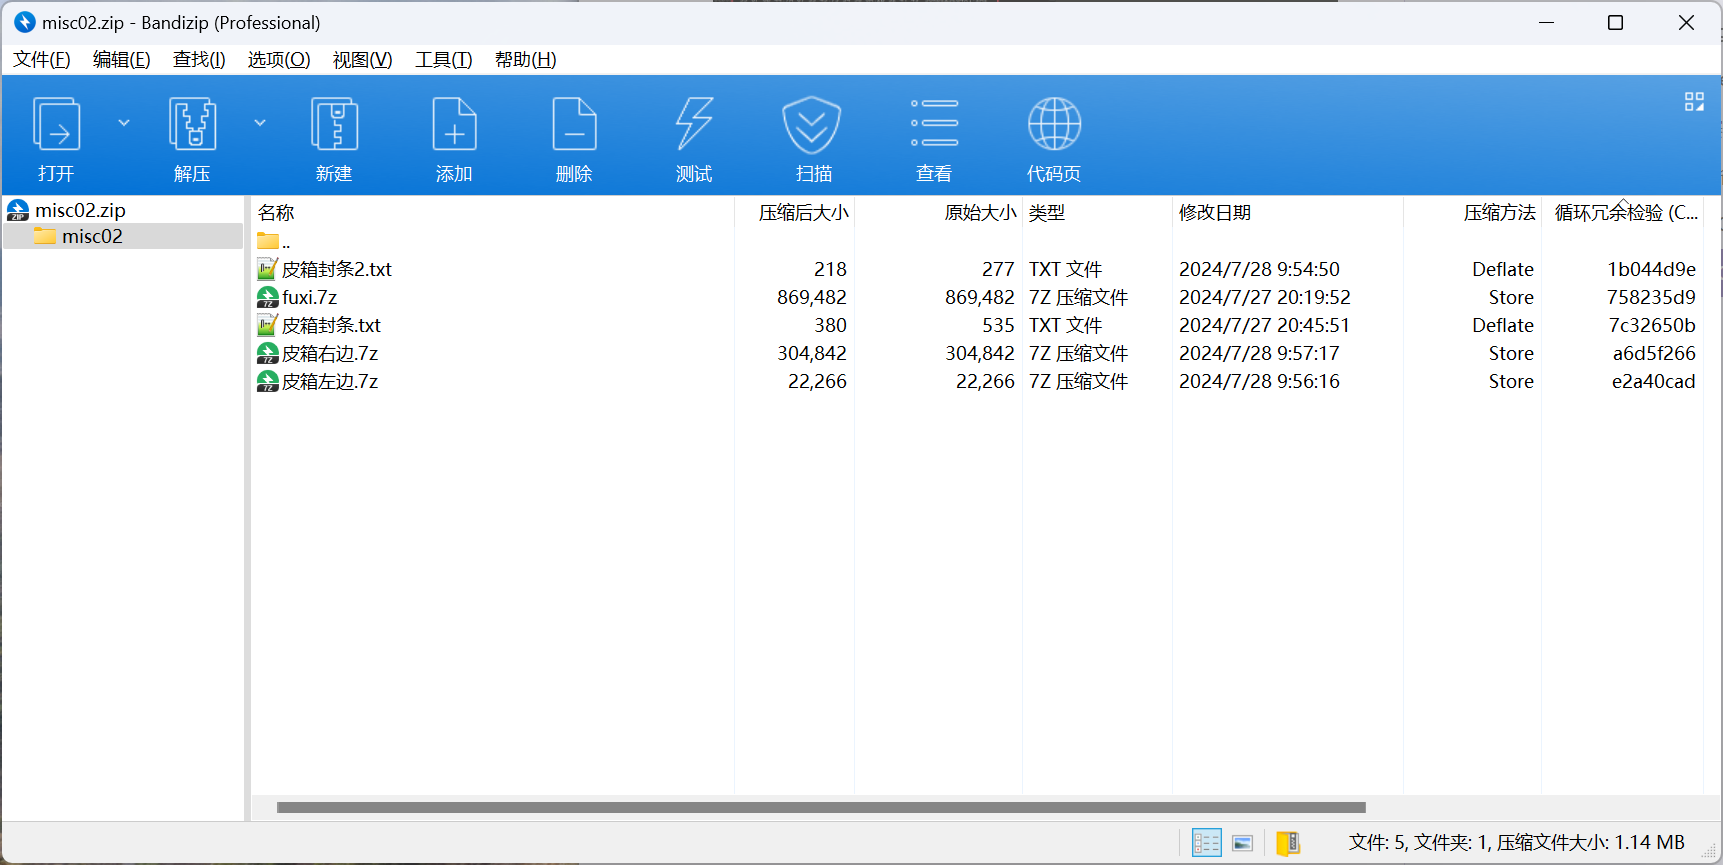 misc02.zip - Bandizip (Professional)
文件(F) 编辑(E) 查找(I) 选项(O) 视图(V) 工具(T) 帮助(H)
打开 解压 新建 添加 删除 测试 扫描 查看 代码页
misc02.zip
misc02
名称 压缩后大小 原始大小 类型 修改日期 压缩方法 循环冗余检验 (C...
..
皮箱封条2.txt 218 277 TXT 文件 2024/7/28 9:54:50 Deflate 1b044d9e
fuxi.7z 869,482 869,482 7Z 压缩文件 2024/7/27 20:19:52 Store 758235d9
皮箱封条.txt 380 535 TXT 文件 2024/7/27 20:45:51 Deflate 7c32650b
皮箱右边.7z 304,842 304,842 7Z 压缩文件 2024/7/28 9:57:17 Store a6d5f266
皮箱左边.7z 22,266 22,266 7Z 压缩文件 2024/7/28 9:56:16 Store e2a40cad
文件: 5, 文件夹: 1, 压缩文件大小: 1.14 MB